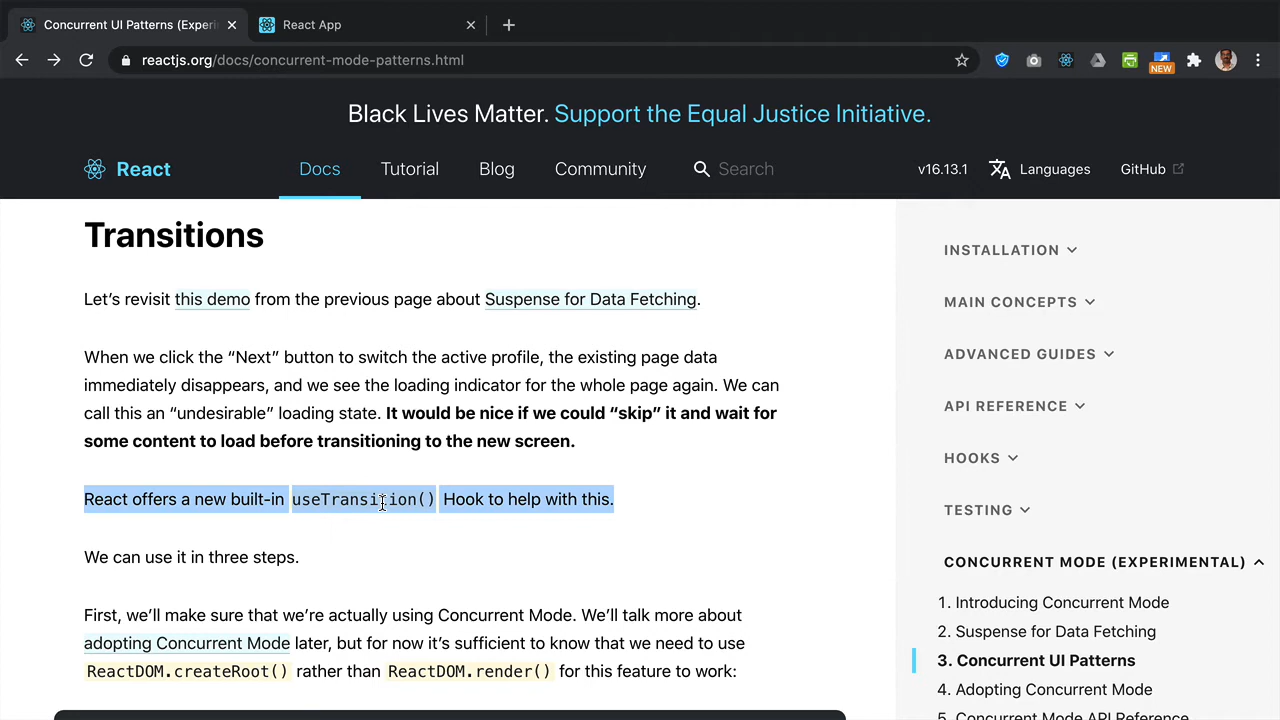 Concurrent UI Patterns (Experi
React App
reactjs.org/docs/concurrent-mode-patterns.html
NEW
Black Lives Matter. Support the Equal Justice Initiative.
React
Docs
Tutorial
Blog
Community
Search
v16.13.1
Languages
GitHub
Transitions
Let’s revisit this demo from the previous page about Suspense for Data Fetching.
When we click the “Next” button to switch the active profile, the existing page data
immediately disappears, and we see the loading indicator for the whole page again. We can
call this an “undesirable” loading state. It would be nice if we could “skip” it and wait for
some content to load before transitioning to the new screen.
React offers a new built-in useTransition() Hook to help with this.
We can use it in three steps.
First, we’ll make sure that we’re actually using Concurrent Mode. We’ll talk more about
adopting Concurrent Mode later, but for now it’s sufficient to know that we need to use
ReactDOM.createRoot() rather than ReactDOM.render() for this feature to work:
INSTALLATION
MAIN CONCEPTS
ADVANCED GUIDES
API REFERENCE
HOOKS
TESTING
CONCURRENT MODE (EXPERIMENTAL)
1. Introducing Concurrent Mode
2. Suspense for Data Fetching
3. Concurrent UI Patterns
4. Adopting Concurrent Mode
5. Concurrent Mode API Reference